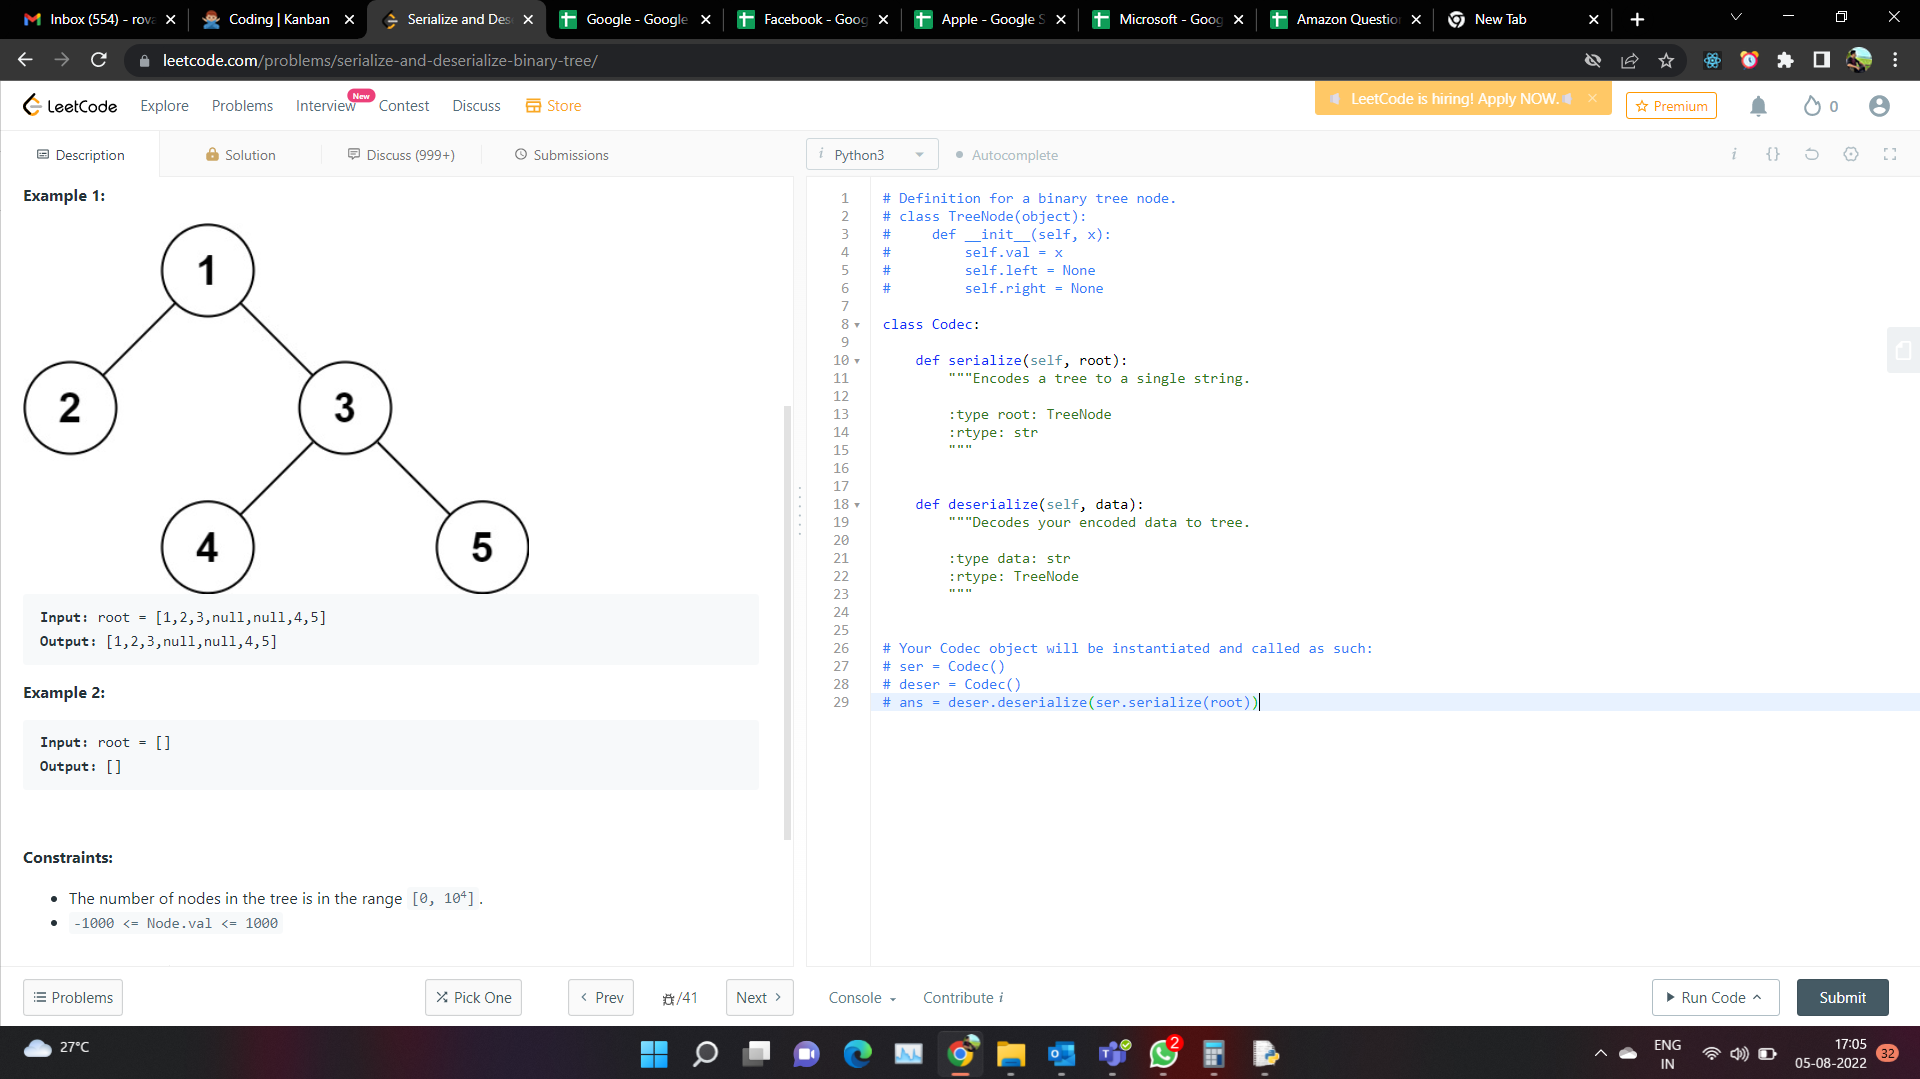 Inbox (554) - rova
Coding | Kanban
Serialize and Des
Google - Google
Facebook - Goog
Apple - Google S
Microsoft - Goog
Amazon Questio
New Tab
leetcode.com/problems/serialize-and-deserialize-binary-tree/
LeetCode
Explore
Problems
Interview
New
Contest
Discuss
Store
LeetCode is hiring! Apply NOW.
Premium
0
Description
Solution
Discuss (999+)
Submissions
i Python3
Autocomplete
i {}
Example 1:
1
2
3
4
5
Input: root = [1,2,3,null,null,4,5]
Output: [1,2,3,null,null,4,5]
Example 2:
Input: root = []
Output: []
Constraints:
• The number of nodes in the tree is in the range [0, 10⁴].
• -1000 <= Node.val <= 1000
1 # Definition for a binary tree node.
2 # class TreeNode(object):
3 #     def __init__(self, x):
4 #         self.val = x
5 #         self.left = None
6 #         self.right = None
7
8 class Codec:
9
10     def serialize(self, root):
11         """Encodes a tree to a single string.
12
13         :type root: TreeNode
14         :rtype: str
15         """
16
17
18     def deserialize(self, data):
19         """Decodes your encoded data to tree.
20
21         :type data: str
22         :rtype: TreeNode
23         """
24
25
26 # Your Codec object will be instantiated and called as such:
27 # ser = Codec()
28 # deser = Codec()
29 # ans = deser.deserialize(ser.serialize(root))
Problems
Pick One
Prev
/41
Next
Console
Contribute i
Run Code
Submit
27°C
2
ENG
IN
17:05
05-08-2022
32